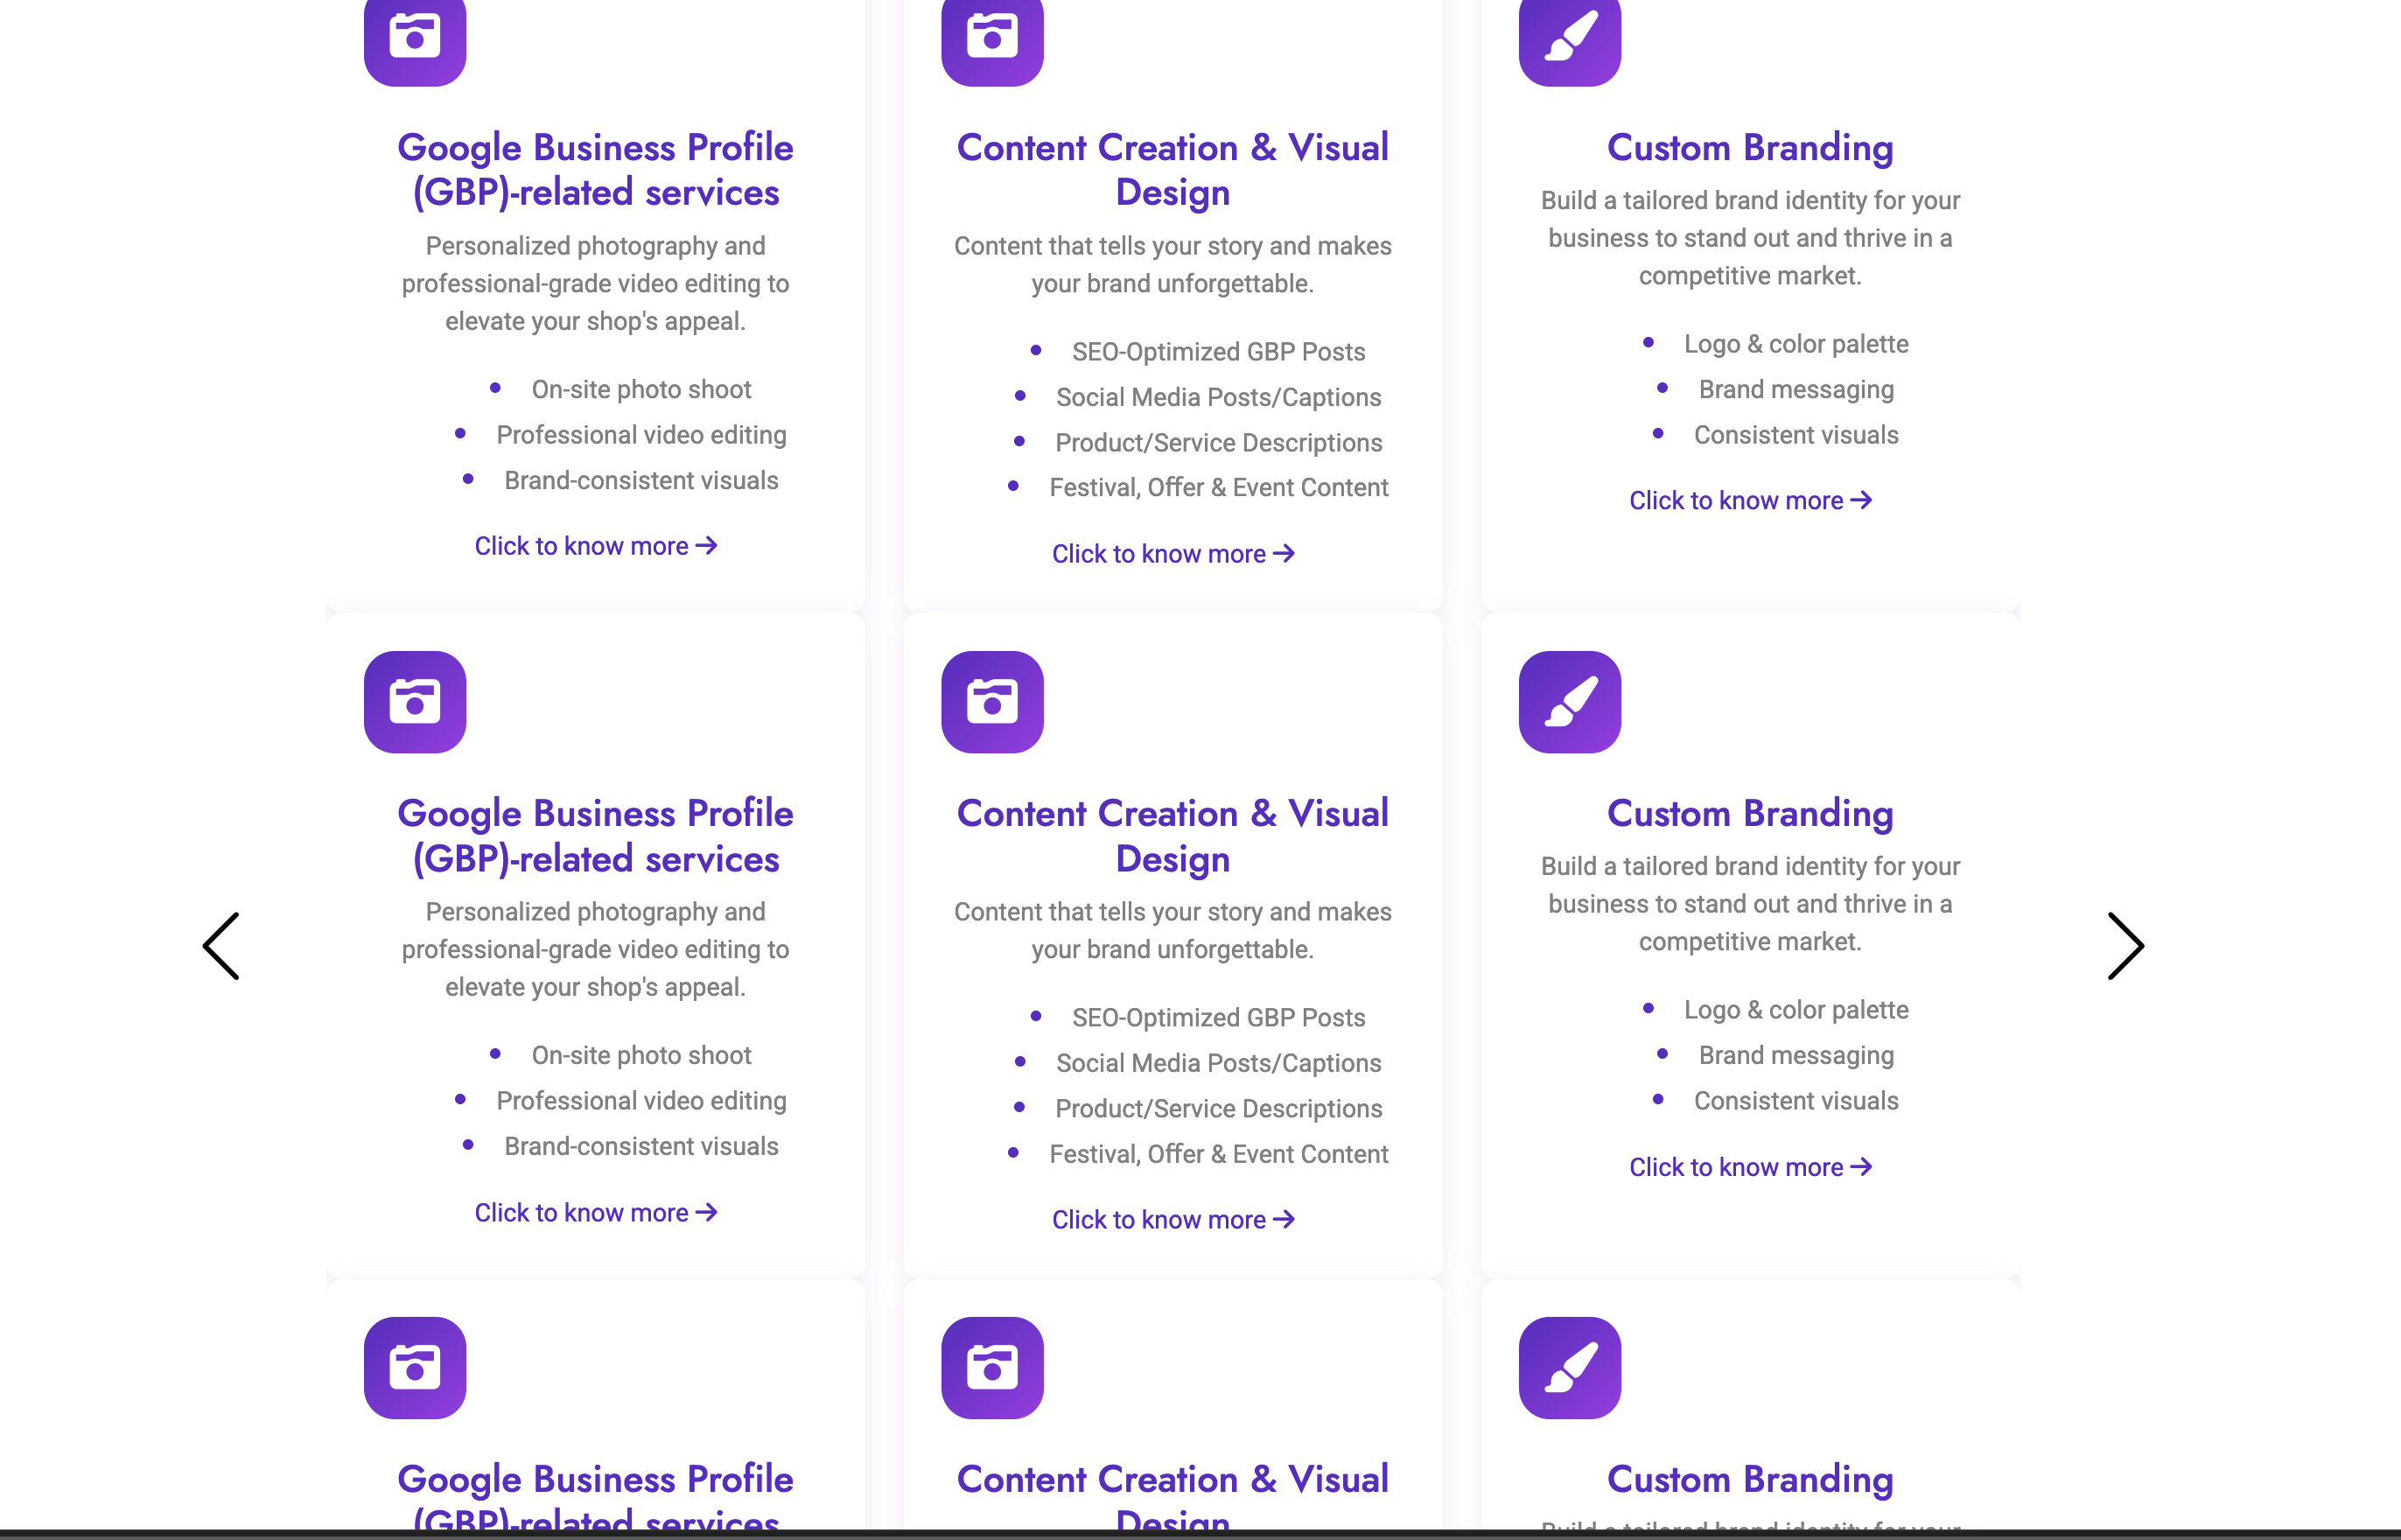 Google Business Profile
(GBP)-related services
Personalized photography and
professional-grade video editing to
elevate your shop's appeal.
On-site photo shoot
Professional video editing
Brand-consistent visuals
Click to know more →
Content Creation & Visual
Design
Content that tells your story and makes
your brand unforgettable.
SEO-Optimized GBP Posts
Social Media Posts/Captions
Product/Service Descriptions
Festival, Offer & Event Content
Click to know more →
Custom Branding
Build a tailored brand identity for your
business to stand out and thrive in a
competitive market.
Logo & color palette
Brand messaging
Consistent visuals
Click to know more →
Google Business Profile
(GBP)-related services
Personalized photography and
professional-grade video editing to
elevate your shop's appeal.
On-site photo shoot
Professional video editing
Brand-consistent visuals
Click to know more →
Content Creation & Visual
Design
Content that tells your story and makes
your brand unforgettable.
SEO-Optimized GBP Posts
Social Media Posts/Captions
Product/Service Descriptions
Festival, Offer & Event Content
Click to know more →
Custom Branding
Build a tailored brand identity for your
business to stand out and thrive in a
competitive market.
Logo & color palette
Brand messaging
Consistent visuals
Click to know more →
Google Business Profile
(GBP)-related services
Content Creation & Visual
Design
Custom Branding
Build a tailored brand identity for your